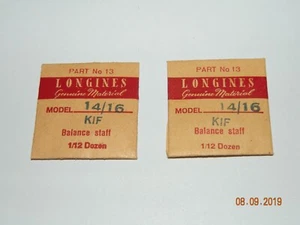 PART No 13
LONGINES
Genuine Material
MODEL 14/16
KIF
Balance staff
1/12 Dozen
PART No 13
LONGINES
Genuine Material
MODEL 14/16
KIF
Balance staff
1/12 Dozen
08.09.2019